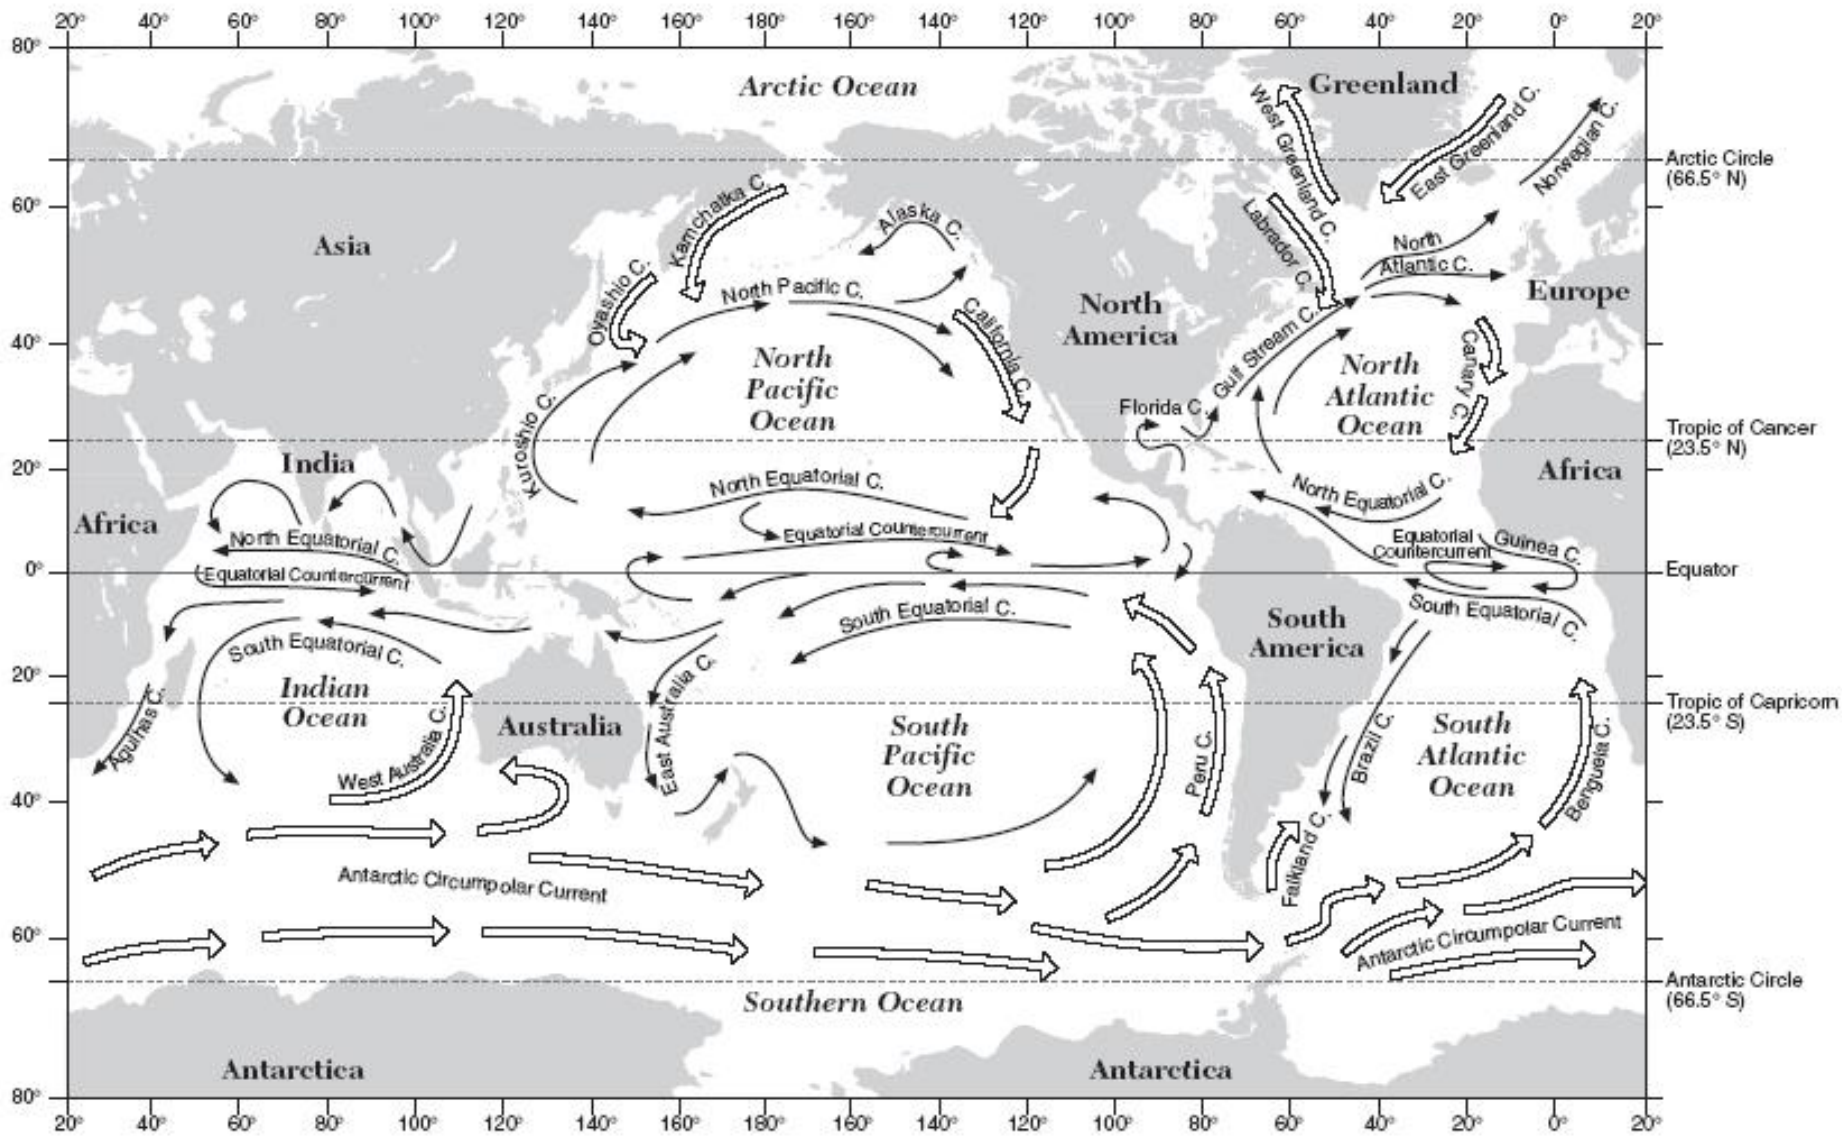 20° 40° 60° 80° 100° 120° 140° 160° 180° 160° 140° 120° 100° 80° 60° 40° 20° 0° 20°
80°
60°
40°
20°
0°
20°
40°
60°
80°
Arctic Ocean
Greenland
West Greenland C.
East Greenland C.
Norwegian C.
Arctic Circle
(66.5° N)
Kamchatka C.
Alaska C.
Labrador C.
North
Atlantic C.
Asia
Oyashio C.
North Pacific C.
California C.
North
America
Gulf Stream C.
Europe
North
Pacific
Ocean
North
Atlantic
Ocean
Canary C.
Kuroshio C.
Florida C.
Tropic of Cancer
(23.5° N)
India
North Equatorial C.
North Equatorial C.
Africa
Africa
North Equatorial C.
Equatorial Countercurrent
Equatorial
Countercurrent
Guinea C.
Equatorial Countercurrent
Equator
South Equatorial C.
South Equatorial C.
South Equatorial C.
South
America
Indian
Ocean
Agulhas C.
West Australia C.
Australia
East Australia C.
South
Pacific
Ocean
Peru C.
Brazil C.
South
Atlantic
Ocean
Benguela C.
Tropic of Capricorn
(23.5° S)
Falkland C.
Antarctic Circumpolar Current
Antarctic Circumpolar Current
Antarctic Circle
(66.5° S)
Southern Ocean
Antarctica
Antarctica
20° 40° 60° 80° 100° 120° 140° 160° 180° 160° 140° 120° 100° 80° 60° 40° 20° 0° 20°